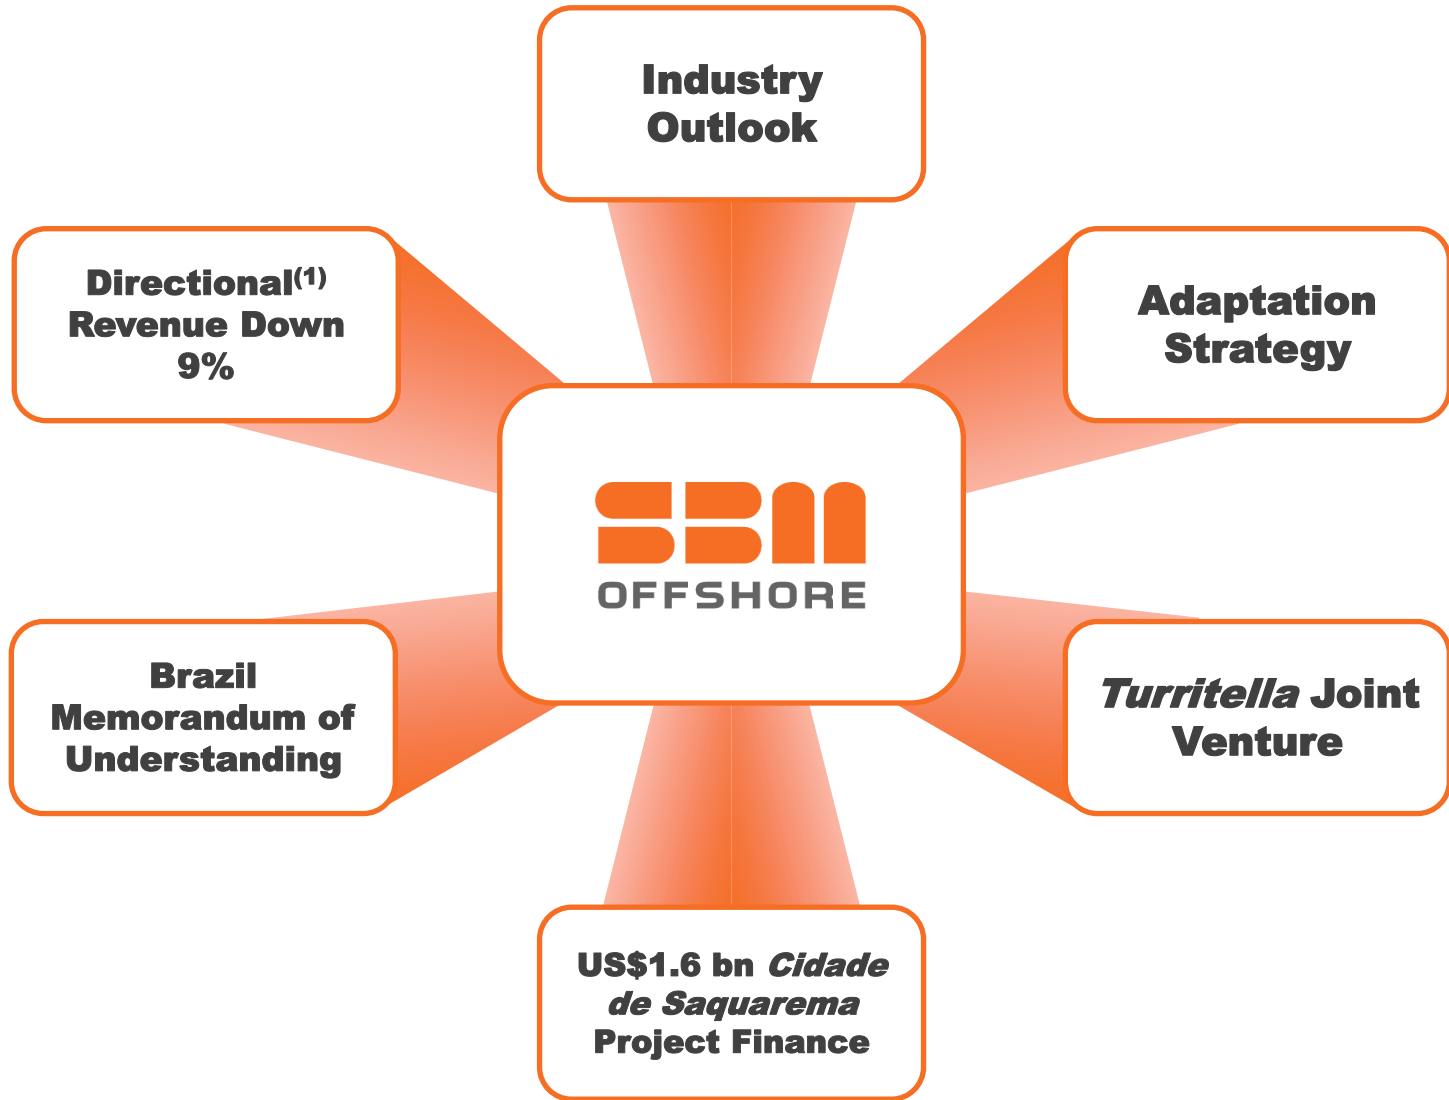 Industry
Outlook
Directional(1)
Revenue Down
9%
Adaptation
Strategy
SBM
OFFSHORE
Brazil
Memorandum of
Understanding
Turritella Joint
Venture
US$1.6 bn Cidade
de Saquarema
Project Finance